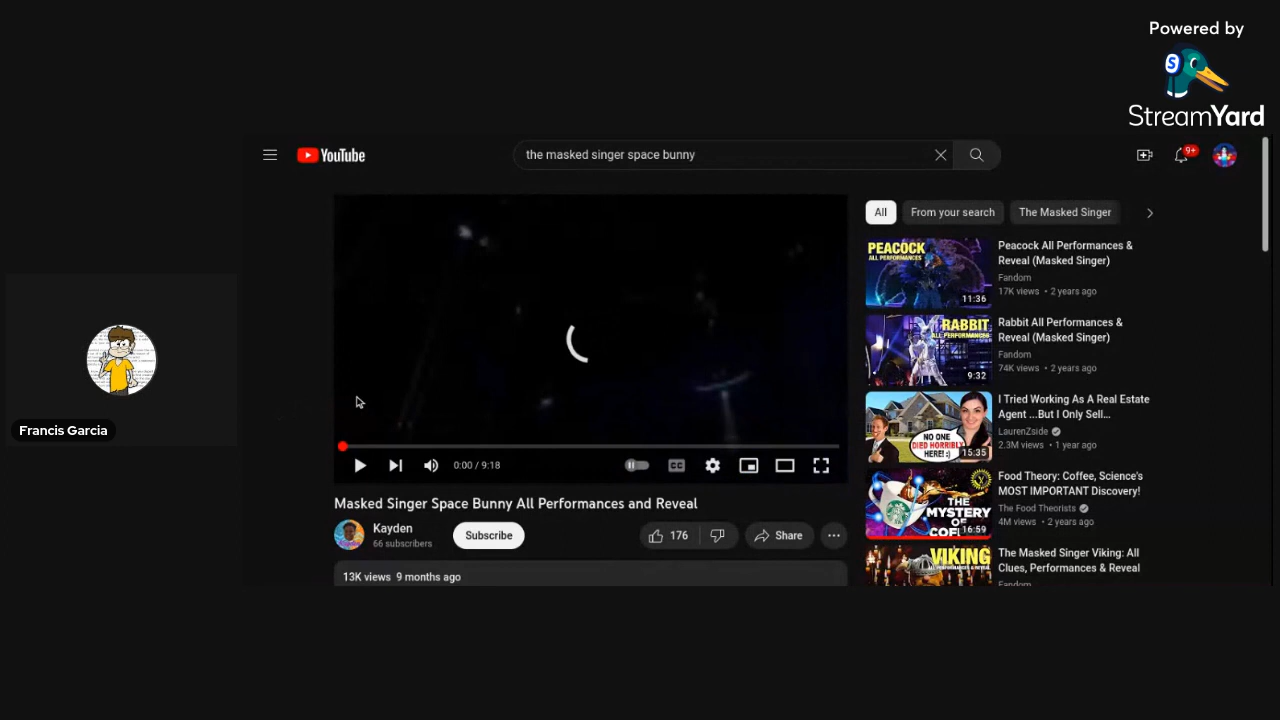 Powered by
StreamYard
YouTube
the masked singer space bunny
9+
All
From your search
The Masked Singer
PEACOCK
ALL PERFORMANCES
11:36
Peacock All Performances &
Reveal (Masked Singer)
Fandom
17K views • 2 years ago
RABBIT
ALL PERFORMANCES
9:32
Rabbit All Performances &
Reveal (Masked Singer)
Fandom
74K views • 2 years ago
NO ONE
DIED HORRIBLY
HERE! :)
15:35
I Tried Working As A Real Estate
Agent ...But I Only Sell...
LaurenZside
2.3M views • 1 year ago
THE
MYSTERY
OF
16:59
Food Theory: Coffee, Science's
MOST IMPORTANT Discovery!
The Food Theorists
4M views • 2 years ago
VIKING
The Masked Singer Viking: All
Clues, Performances & Reveal
Fandom
0:00 / 9:18
CC
Masked Singer Space Bunny All Performances and Reveal
Kayden
66 subscribers
Subscribe
176
Share
13K views 9 months ago
Francis Garcia
S